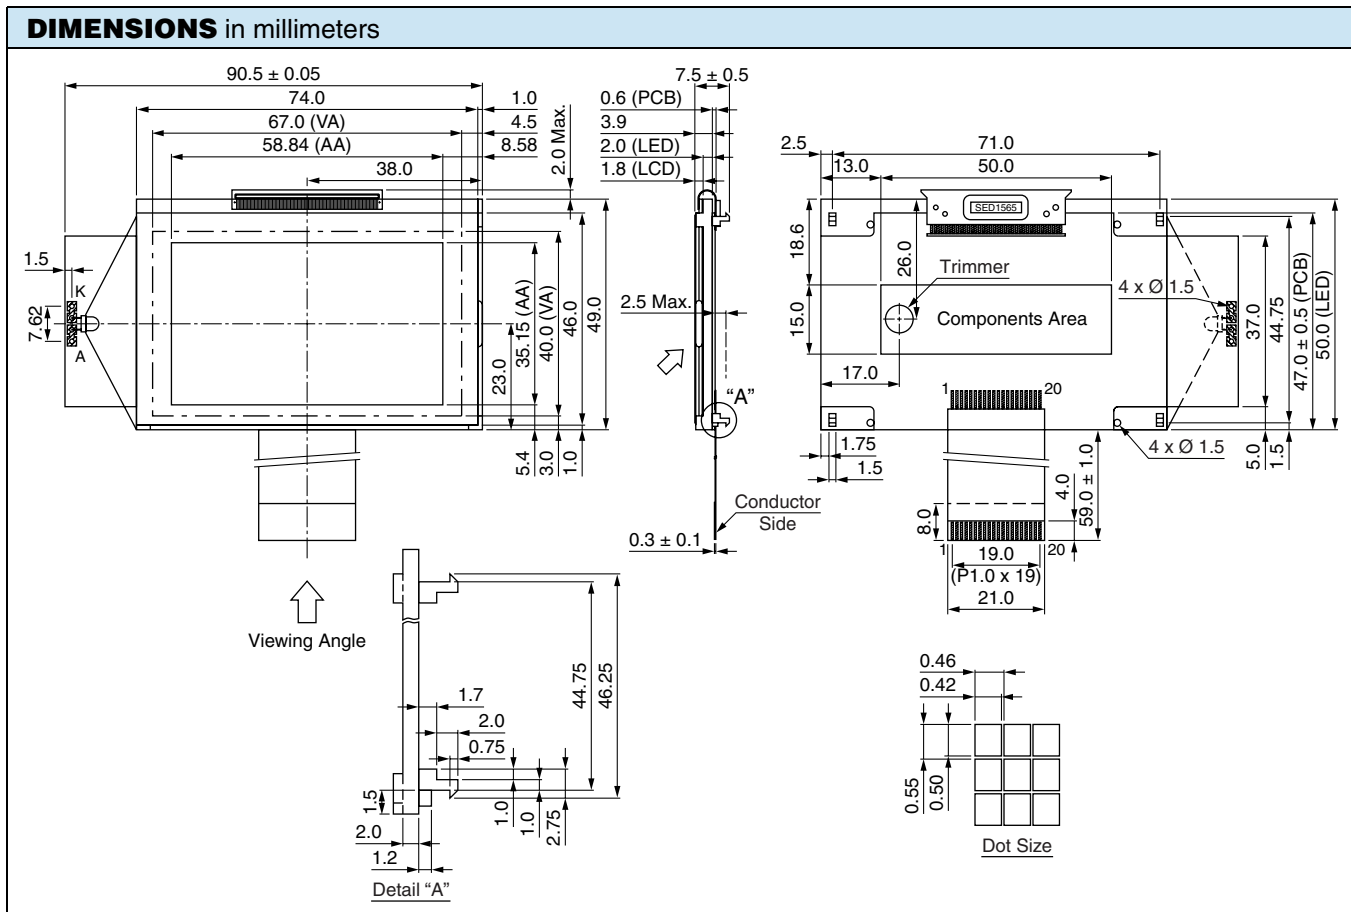 DIMENSIONS in millimeters
90.5 ± 0.05
74.0
1.0
67.0 (VA)
4.5
58.84 (AA)
8.58
38.0
2.0 Max.
1.5
K
7.62
A
23.0
35.15 (AA)
40.0 (VA)
46.0
49.0
5.4
3.0
1.0
Viewing Angle
7.5 ± 0.5
0.6 (PCB)
3.9
2.0 (LED)
1.8 (LCD)
2.5 Max.
“A”
Conductor
Side
0.3 ± 0.1
2.5
71.0
13.0
50.0
SED1565
18.6
26.0
Trimmer
4 x Ø 1.5
15.0
Components Area
17.0
37.0
44.75
47.0 ± 0.5 (PCB)
50.0 (LED)
1
20
1.75
1.5
4 x Ø 1.5
5.0
1.5
8.0
4.0
59.0 ± 1.0
1
20
19.0
(P1.0 x 19)
21.0
44.75
46.25
1.7
2.0
0.75
1.5
1.0
1.0
2.75
2.0
1.2
Detail “A”
0.46
0.42
0.55
0.50
Dot Size